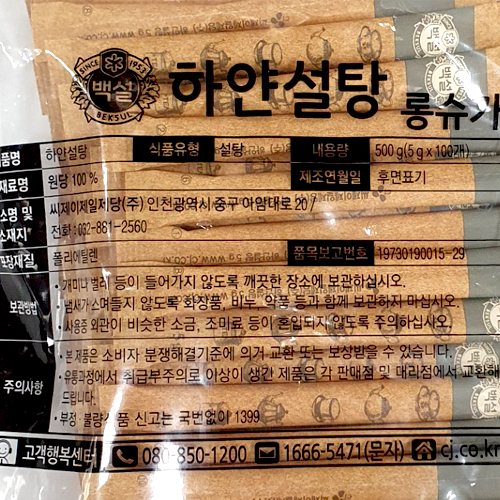 SINCE 1953
백설
BEKSUL
하얀설탕 롱슈가
품명 하얀설탕 식품유형 설탕 내용량 500 g(5 g x 100개)
재료명 원당 100 % 제조연월일 후면표기
소명 및 씨제이제일제당(주) 인천광역시 중구 아암대로 20
소재지 전화 : 032-881-2560
포장재질 폴리에틸렌 품목보고번호 19730190015-29
보관방법
• 개미나 벌레 등이 들어가지 않도록 깨끗한 장소에 보관하십시오.
• 냄새가 스며들지 않도록 화장품, 비누, 약품 등과 함께 보관하지 마십시오.
• 사용중 외관이 비슷한 소금, 조미료 등이 혼입되지 않도록 주의하십시오.
주의사항
• 본 제품은 소비자 분쟁해결기준에 의거 교환 또는 보상받을 수 있습니다.
• 유통과정에서 취급부주의로 이상이 생긴 제품은 각 판매점 및 대리점에서 교환해
드립니다.
• 부정·불량식품 신고는 국번없이 1399
고객행복센터 080-850-1200 1666-5471(문자) cj.co.kr